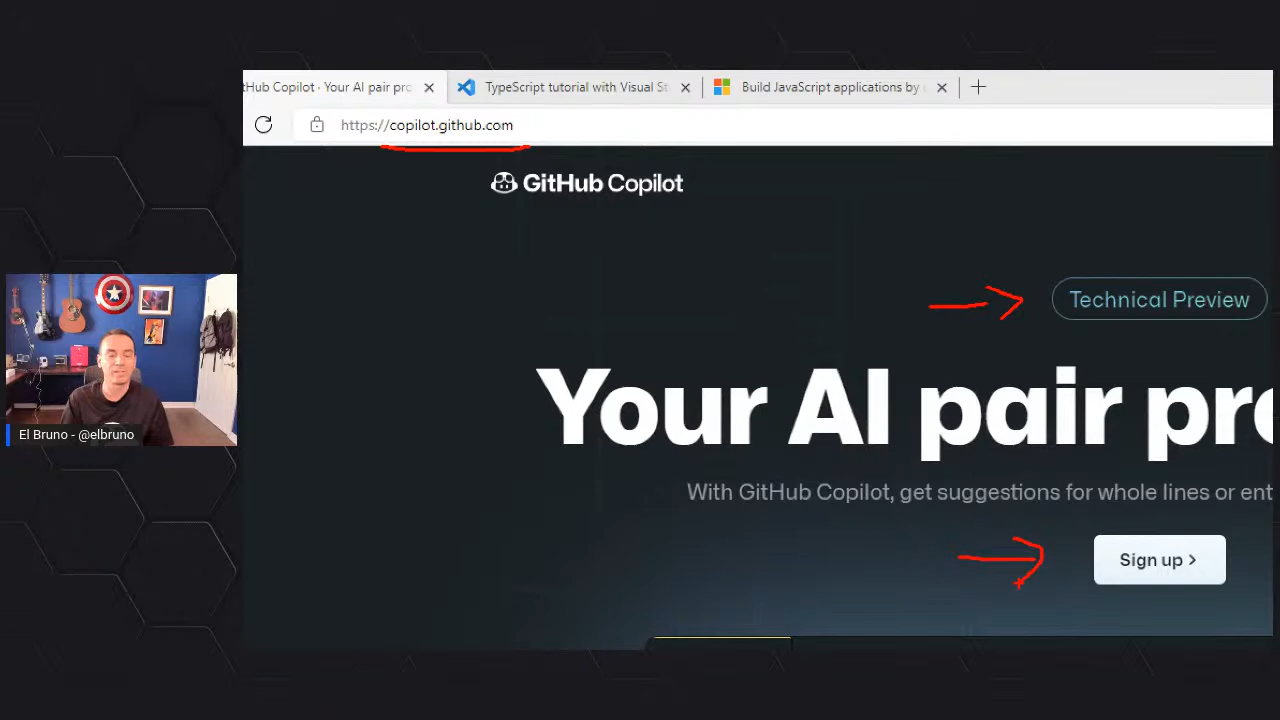 tHub Copilot · Your AI pair pro
TypeScript tutorial with Visual St
Build JavaScript applications by
https://copilot.github.com
GitHub Copilot
Technical Preview
Your AI pair pro
With GitHub Copilot, get suggestions for whole lines or ent
Sign up >
El Bruno - @elbruno